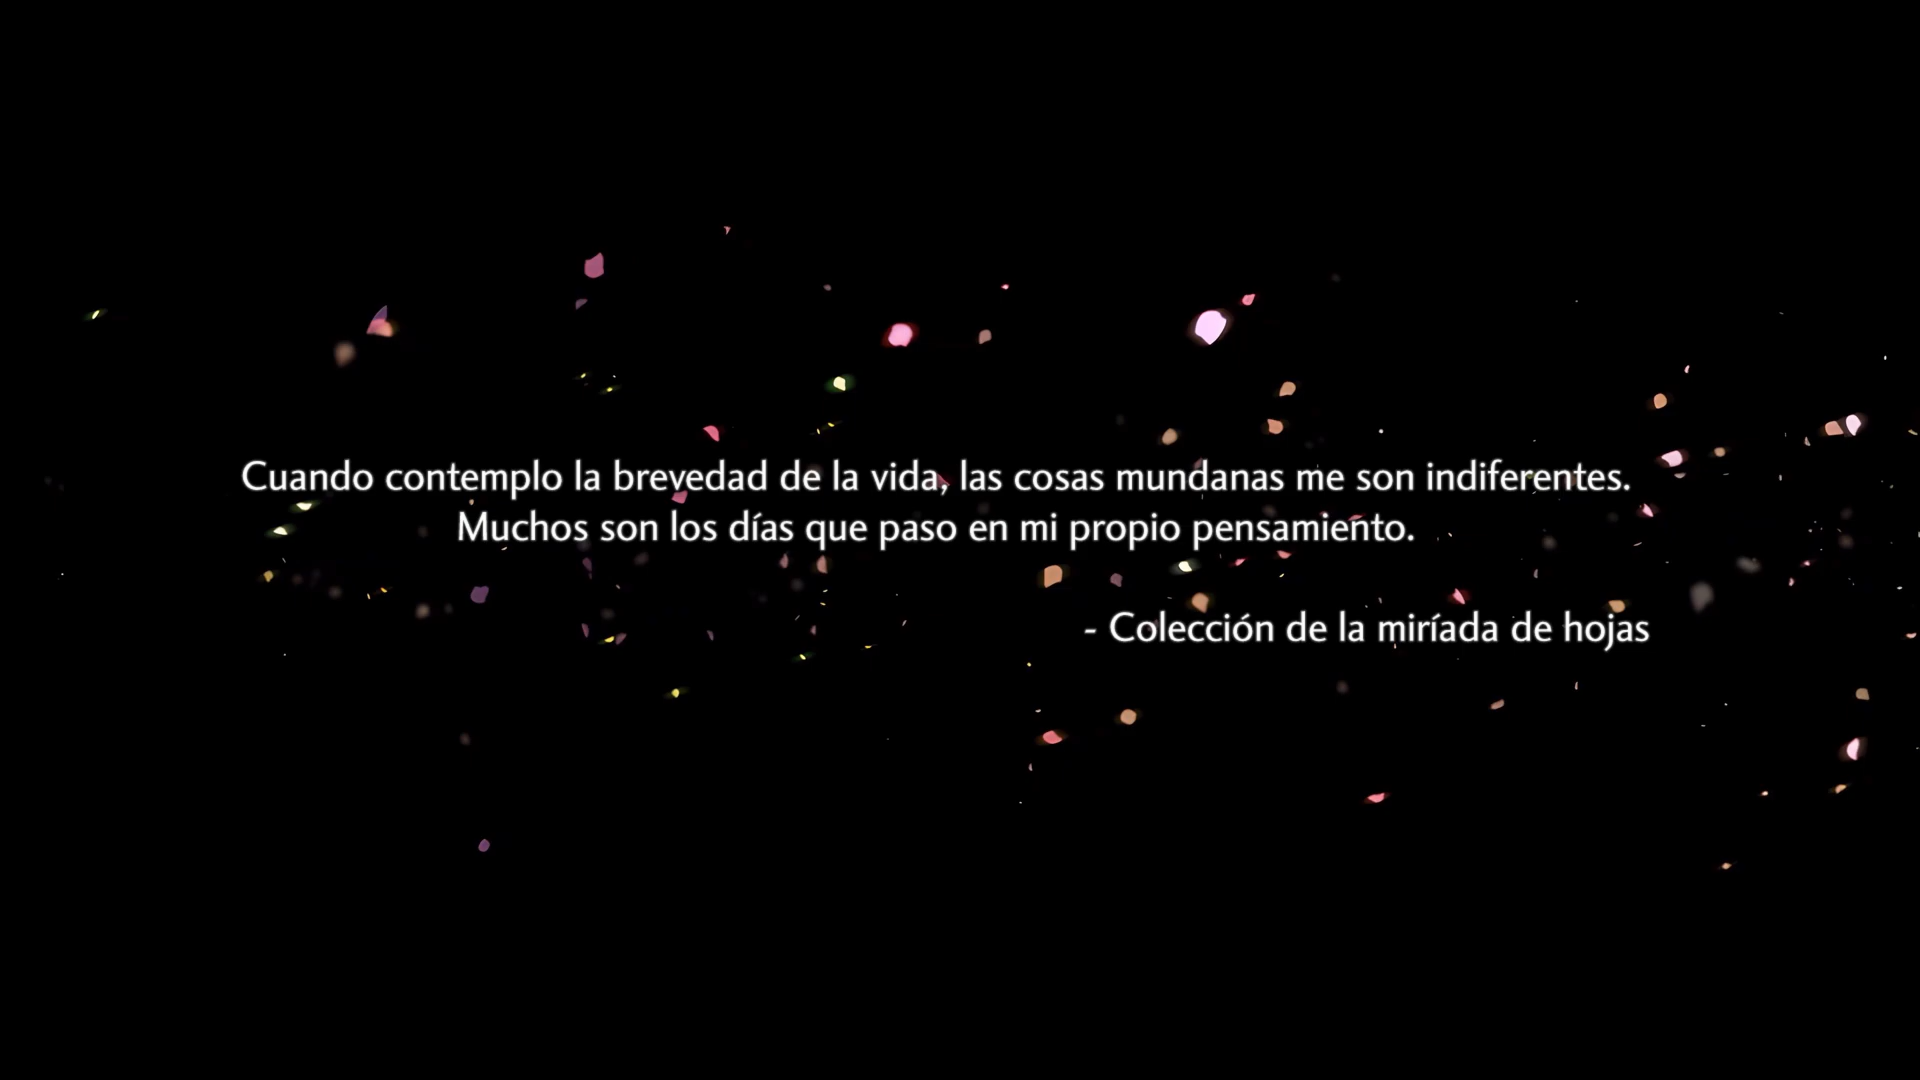 Cuando contemplo la brevedad de la vida, las cosas mundanas me son indiferentes.
Muchos son los días que paso en mi propio pensamiento.
- Colección de la miríada de hojas